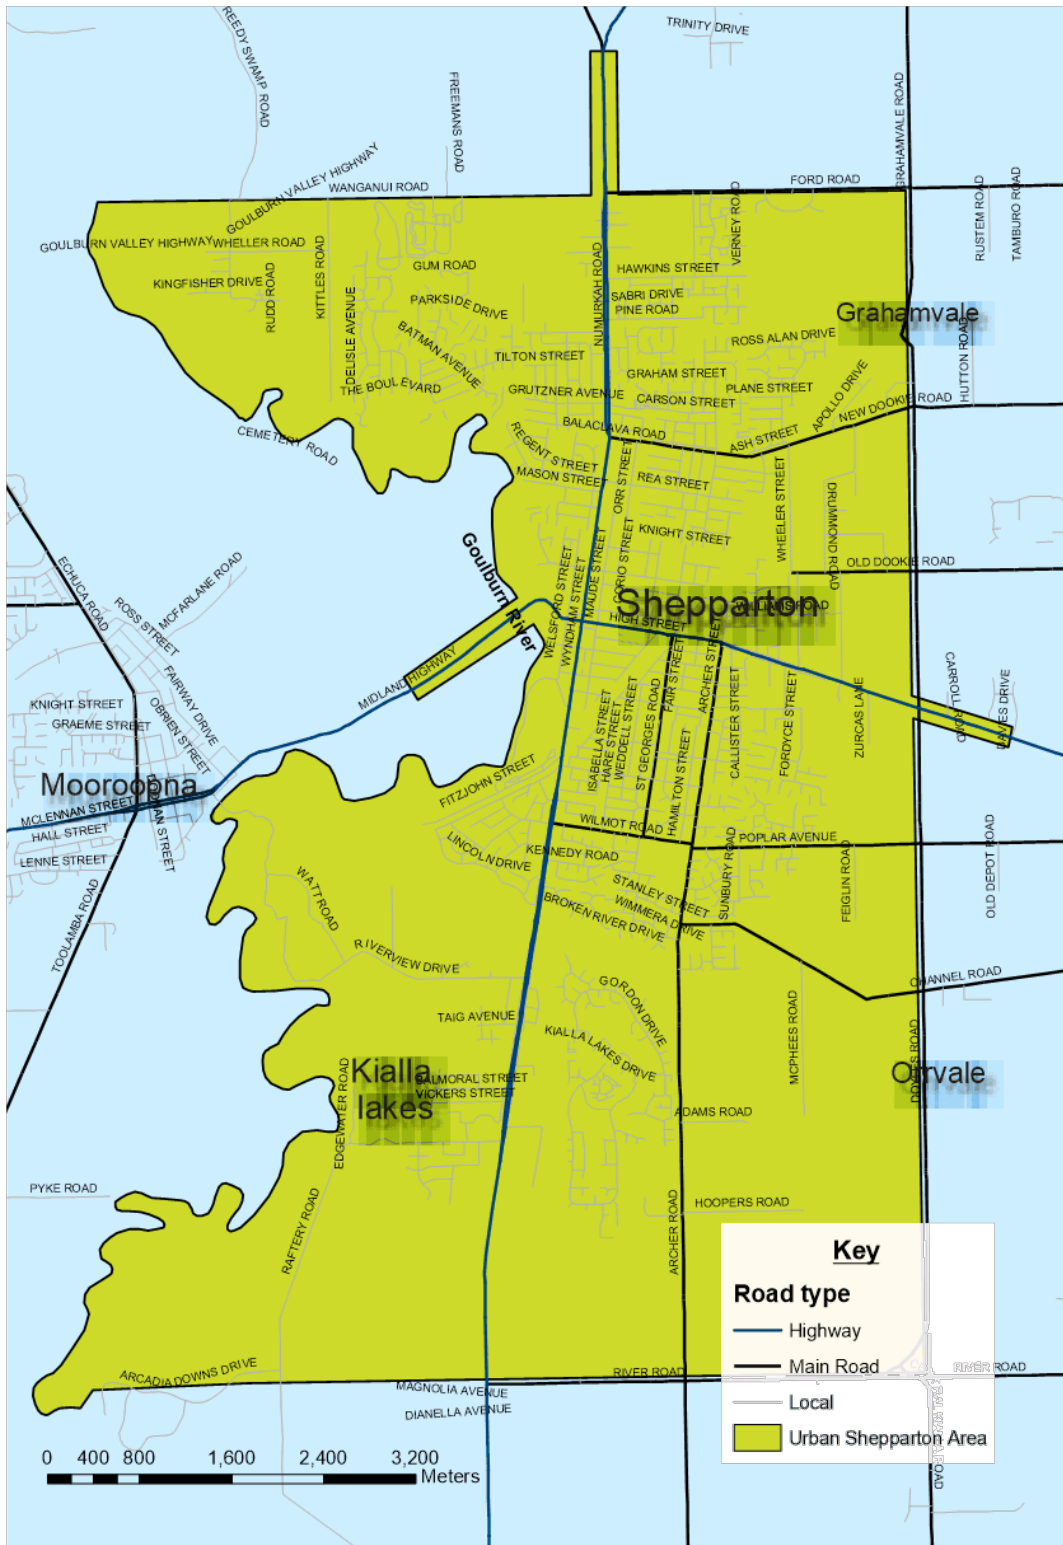 TRINITY DRIVE
REEDY SWAMP ROAD
FREEMANS ROAD
GRAHAMVALE ROAD
GOULBURN VALLEY HIGHWAY
WANGANUI ROAD
FORD ROAD
RUSTEM ROAD
TAMBURO ROAD
VERNEY ROAD
GOULBURN VALLEY HIGHWAY
WHELLER ROAD
NUMURKAH ROAD
KITTLES ROAD
GUM ROAD
HAWKINS STREET
KINGFISHER DRIVE
RUDD ROAD
DELISLE AVENUE
PARKSIDE DRIVE
SABRI DRIVE
PINE ROAD
Grahamvale
BATMAN AVENUE
ROSS ALAN DRIVE
HUTTON ROAD
TILTON STREET
GRAHAM STREET
THE BOULEVARD
GRUTZNER AVENUE
CARSON STREET
PLANE STREET
APOLLO DRIVE
NEW DOOKIE ROAD
BALACLAVA ROAD
CEMETERY ROAD
REGENT STREET
ASH STREET
MASON STREET
ORR STREET
REA STREET
WHEELER STREET
DRUMMOND ROAD
KNIGHT STREET
ECHUCA ROAD
MCFARLANE ROAD
Goulburn River
WELSFORD STREET
WYNDHAM STREET
MAUDE STREET
CORIO STREET
OLD DOOKIE ROAD
ROSS STREET
Shepparton
WILLIAMS ROAD
HIGH STREET
FAIRWAY DRIVE
MIDLAND HIGHWAY
FAIR STREET
ARCHER STREET
CARROLL ROAD
LAVES DRIVE
KNIGHT STREET
GRAEME STREET
OBRIEN STREET
ISABELLA STREET
HARE STREET
WEDDELL STREET
ST GEORGES ROAD
HAMILTON STREET
CALLISTER STREET
FORDYCE STREET
ZURCAS LANE
Mooroopna
FITZJOHN STREET
MCLENNAN STREET
HALL STREET
LENNE STREET
WILMOT ROAD
POPLAR AVENUE
LINCOLN DRIVE
KENNEDY ROAD
SUNBURY ROAD
FEIGLIN ROAD
OLD DEPOT ROAD
STANLEY STREET
WIMMERA DRIVE
BROKEN RIVER DRIVE
WATT ROAD
TOOLAMBA ROAD
RIVERVIEW DRIVE
CHANNEL ROAD
GORDON DRIVE
TAIG AVENUE
KIALLA LAKES DRIVE
MCPHEES ROAD
DOYLES ROAD
Kialla
lakes
Orrvale
BALMORAL STREET
VICKERS STREET
EDGEWATER ROAD
ADAMS ROAD
PYKE ROAD
RAFTERY ROAD
ARCHER ROAD
HOOPERS ROAD
ARCADIA DOWNS DRIVE
MAGNOLIA AVENUE
DIANELLA AVENUE
RIVER ROAD
RIVER ROAD
Key
Road type
Highway
Main Road
Local
Urban Shepparton Area
0 400 800 1,600 2,400 3,200
Meters